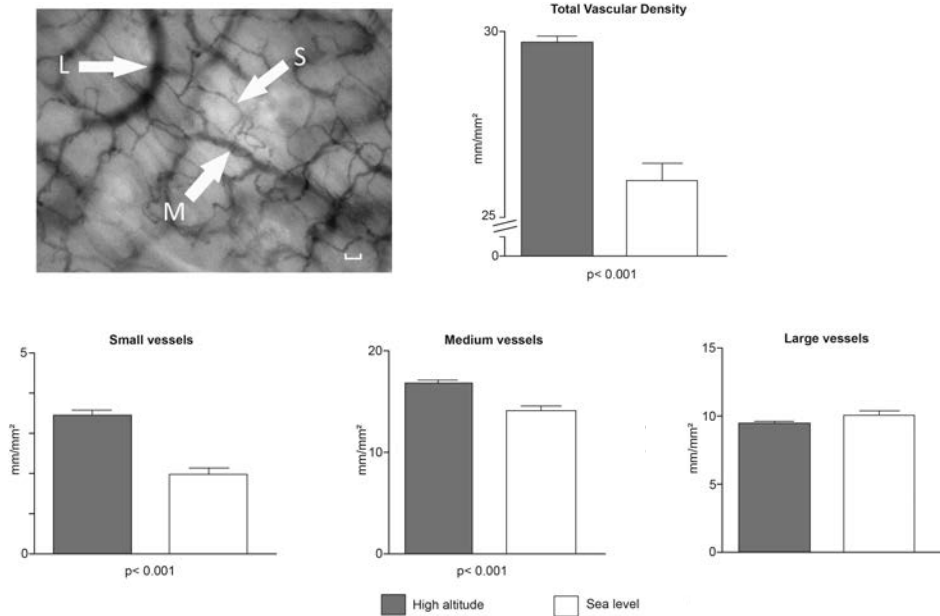 L
S
M
Total Vascular Density
30
mm/mm²
25
0
p< 0.001
Small vessels
5
mm/mm²
0
p< 0.001
Medium vessels
20
mm/mm²
10
0
p< 0.001
Large vessels
15
mm/mm²
10
5
0
High altitude
Sea level